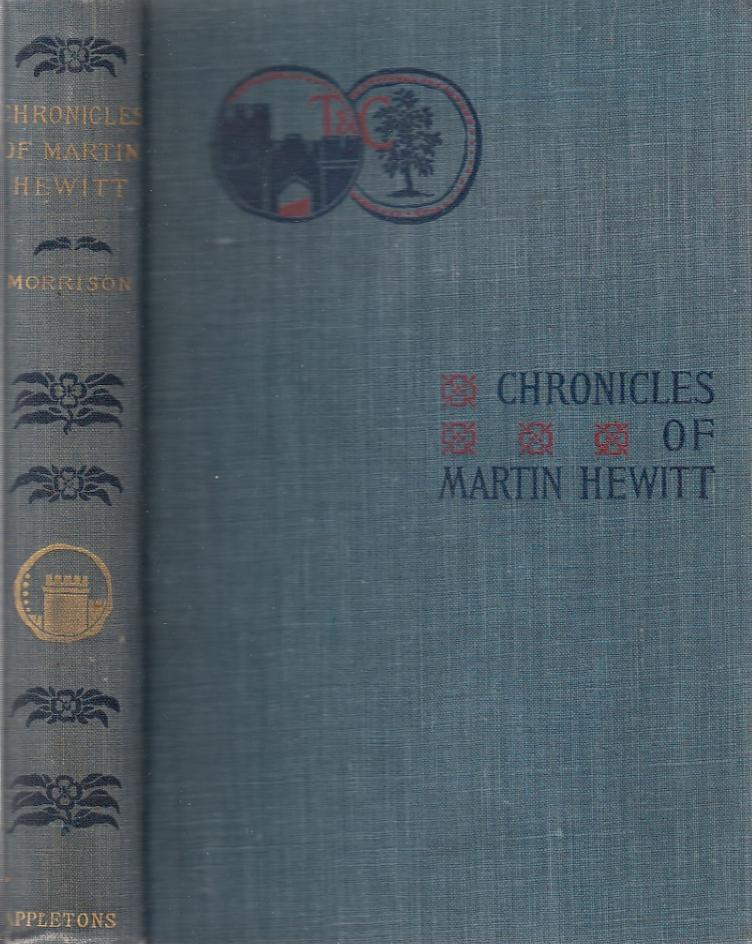 CHRONICLES
OF MARTIN
HEWITT
MORRISON
APPLETONS
T&C
CHRONICLES
OF
MARTIN HEWITT